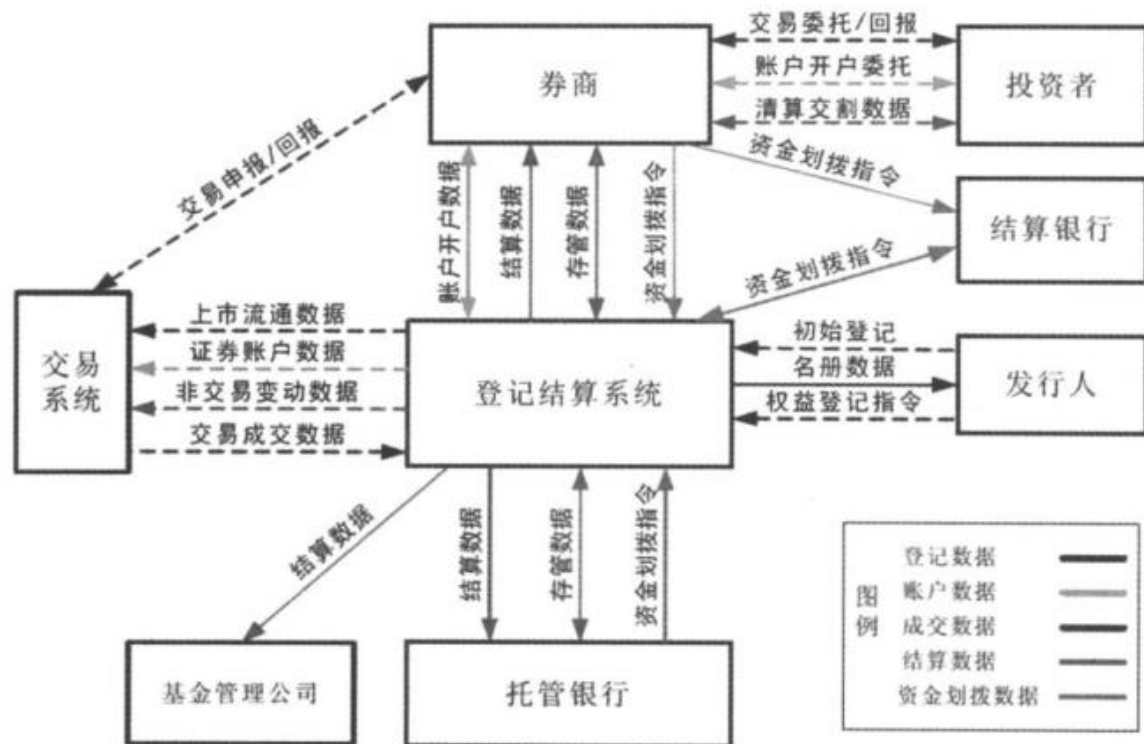 交易委托/回报
账户开户委托
清算交割数据
券商
投资者
资金划拨指令
交易申报/回报
账户开户数据
结算数据
存管数据
资金划拨指令
资金划拨指令
结算银行
上市流通数据
证券账户数据
非交易变动数据
交易成交数据
交易
系统
登记结算系统
初始登记
名册数据
权益登记指令
发行人
结算数据
结算数据
存管数据
资金划拨指令
基金管理公司
托管银行
图例
登记数据
账户数据
成交数据
结算数据
资金划拨数据